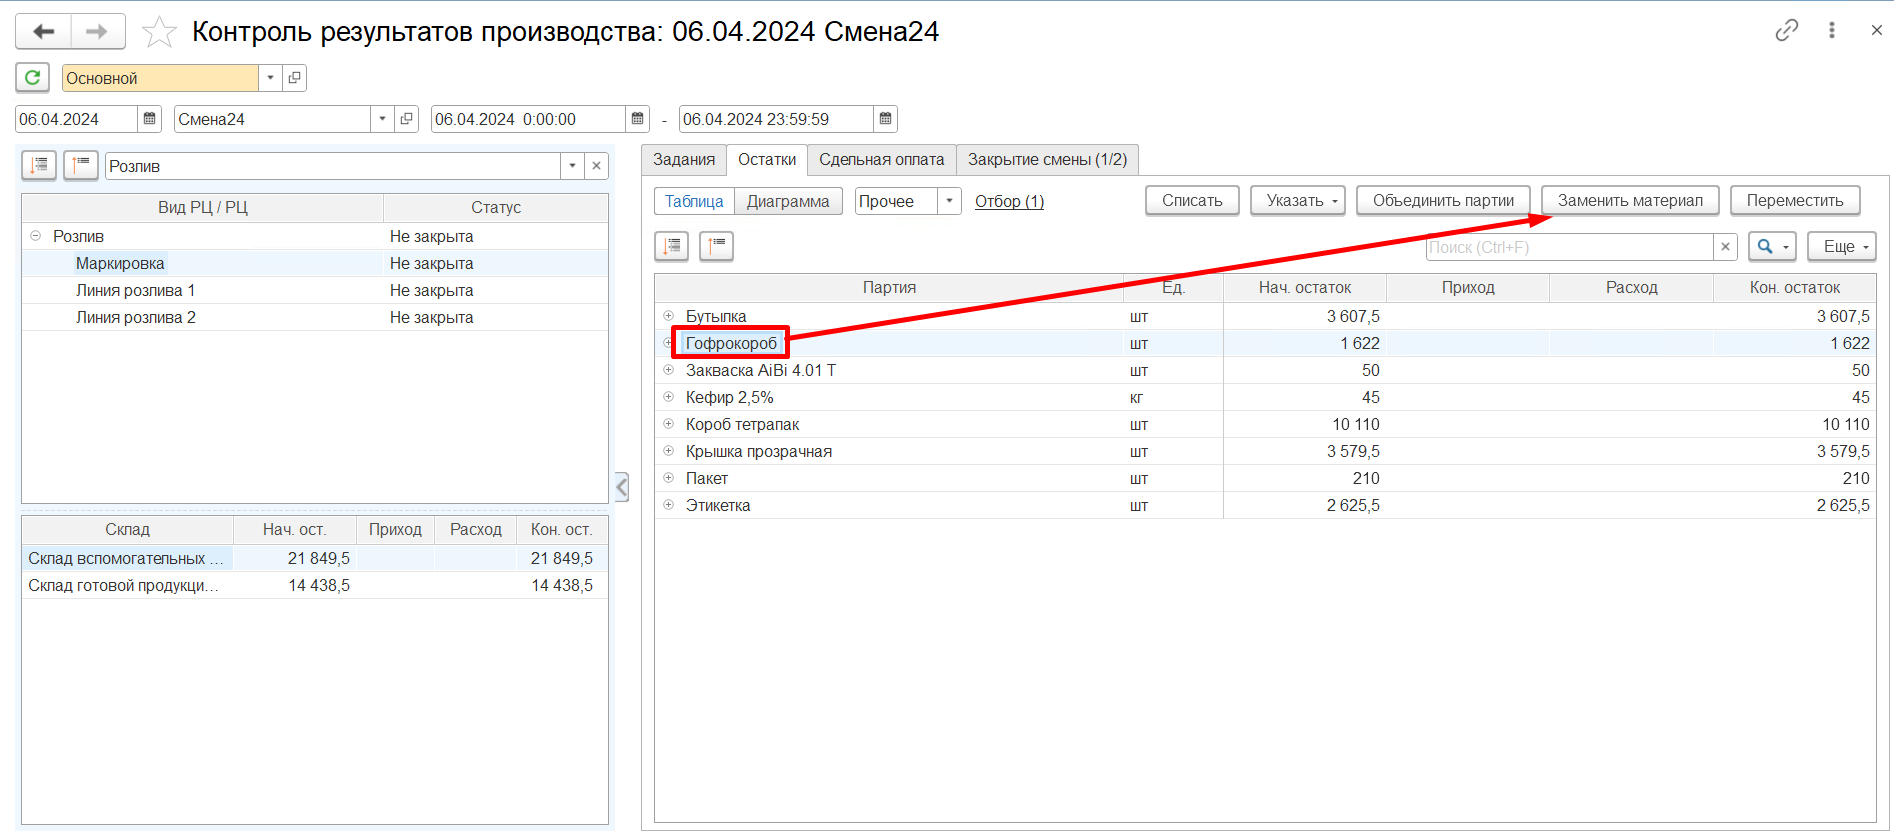 Контроль результатов производства: 06.04.2024 Смена24
Основной
06.04.2024 Смена24 06.04.2024 0:00:00 - 06.04.2024 23:59:59
Розлив
Вид РЦ / РЦ Статус
Розлив Не закрыта
Маркировка Не закрыта
Линия розлива 1 Не закрыта
Линия розлива 2 Не закрыта
Склад Нач. ост. Приход Расход Кон. ост.
Склад вспомогательных ... 21 849,5 21 849,5
Склад готовой продукци... 14 438,5 14 438,5
Задания Остатки Сдельная оплата Закрытие смены (1/2)
Таблица Диаграмма Прочее Отбор (1) Списать Указать Объединить партии Заменить материал Переместить
Поиск (Ctrl+F) Еще
Партия Ед. Нач. остаток Приход Расход Кон. остаток
Бутылка шт 3 607,5 3 607,5
Гофрокороб шт 1 622 1 622
Закваска AiBi 4.01 Т шт 50 50
Кефир 2,5% кг 45 45
Короб тетрапак шт 10 110 10 110
Крышка прозрачная шт 3 579,5 3 579,5
Пакет шт 210 210
Этикетка шт 2 625,5 2 625,5